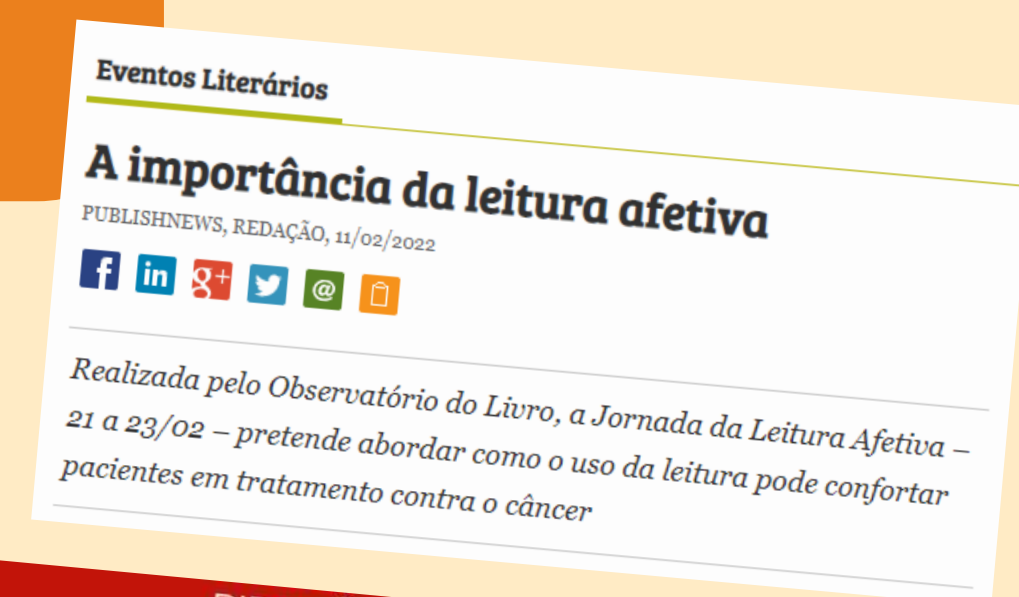 Eventos Literários
A importância da leitura afetiva
PUBLISHNEWS, REDAÇÃO, 11/02/2022
Realizada pelo Observatório do Livro, a Jornada da Leitura Afetiva –
21 a 23/02 – pretende abordar como o uso da leitura pode confortar
pacientes em tratamento contra o câncer